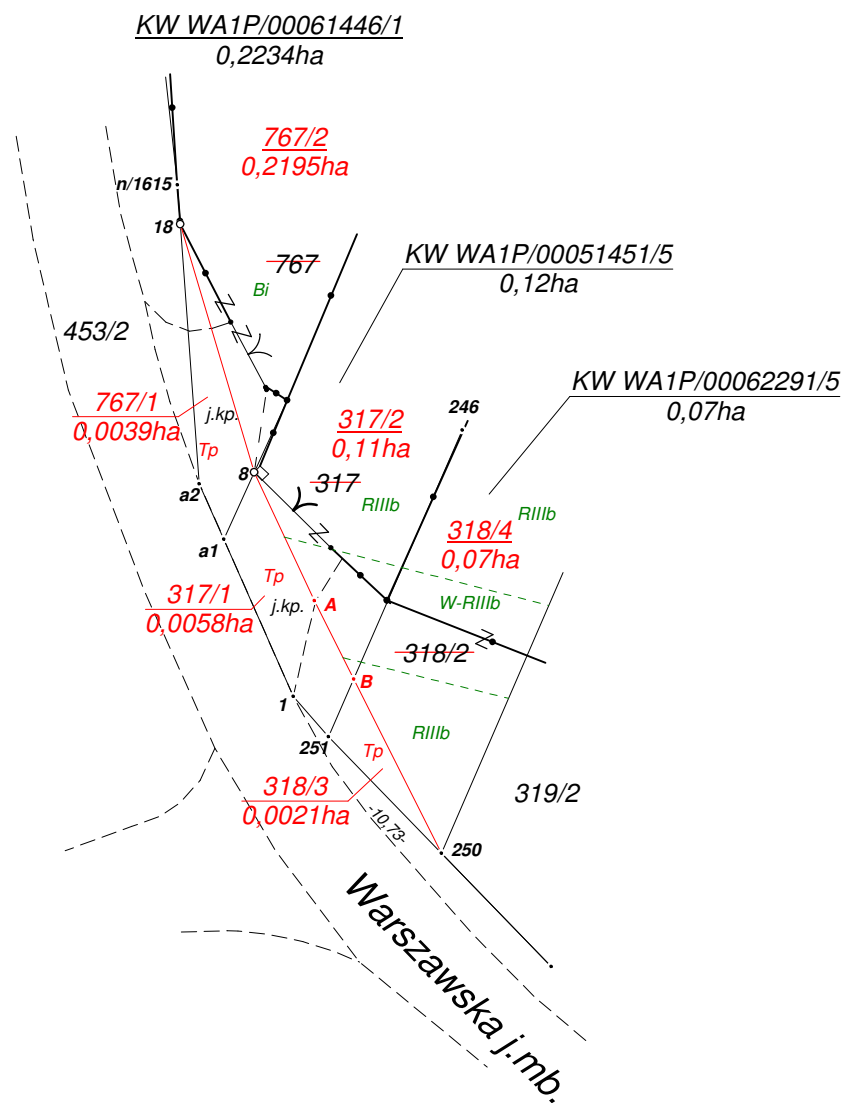 KW WA1P/00061446/1
0,2234ha
767/2
0,2195ha
n/1615
18
767
Bi
KW WA1P/00051451/5
0,12ha
453/2
KW WA1P/00062291/5
0,07ha
767/1
0,0039ha
j.kp.
Tp
317/2
0,11ha
246
8
317
RIIIb
a2
318/4
0,07ha
RIIIb
a1
Tp
317/1
0,0058ha
j.kp.
A
W-RIIIb
318/2
B
1
251
RIIIb
Tp
318/3
0,0021ha
319/2
-10,73-
250
Warszawska j.mb.